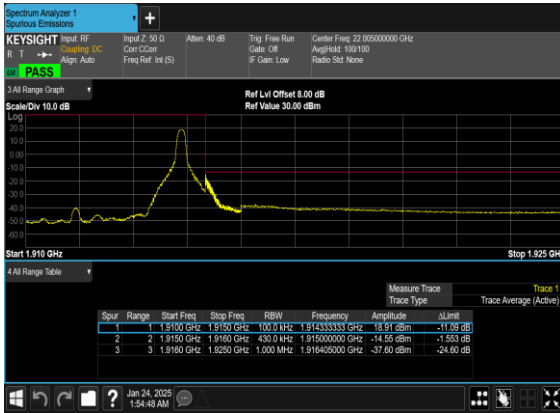 Spectrum Analyzer 1
Spurious Emissions
+
KEYSIGHT Input: RF Input Z: 50 Ω Atten: 40 dB Trig: Free Run Center Freq: 22.005000000 GHz
R T Coupling: DC Corr CCorr Gate: Off Avg|Hold: 100/100
Align: Auto Freq Ref: Int (S) IF Gain: Low Radio Std: None
LXI PASS
3 All Range Graph
Ref Lvl Offset 8.00 dB
Scale/Div 10.0 dB Ref Value 30.00 dBm
Log
20.0
10.0
0.00
-10.0
-20.0
-30.0
-40.0
-50.0
-60.0
Start 1.910 GHz Stop 1.925 GH
4 All Range Table
Measure Trace Trace 1
Trace Type Trace Average (Active)
Spur Range Start Freq Stop Freq RBW Frequency Amplitude ΔLimit
1 1 1.9100 GHz 1.9150 GHz 100.0 kHz 1.914333333 GHz 18.91 dBm -11.09 dB
2 2 1.9150 GHz 1.9160 GHz 430.0 kHz 1.915000000 GHz -14.55 dBm -1.553 dB
3 3 1.9160 GHz 1.9250 GHz 1.000 MHz 1.916405000 GHz -37.60 dBm -24.60 dB
? Jan 24, 2025
1:54:48 AM